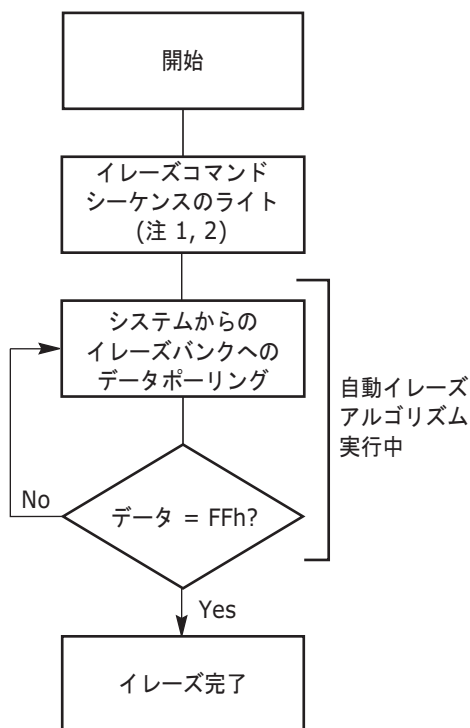 開始
イレーズコマンド
シーケンスのライト
(注 1, 2)
システムからの
イレーズバンクへの
データポーリング
自動イレーズ
アルゴリズム
実行中
No
データ = FFh?
Yes
イレーズ完了